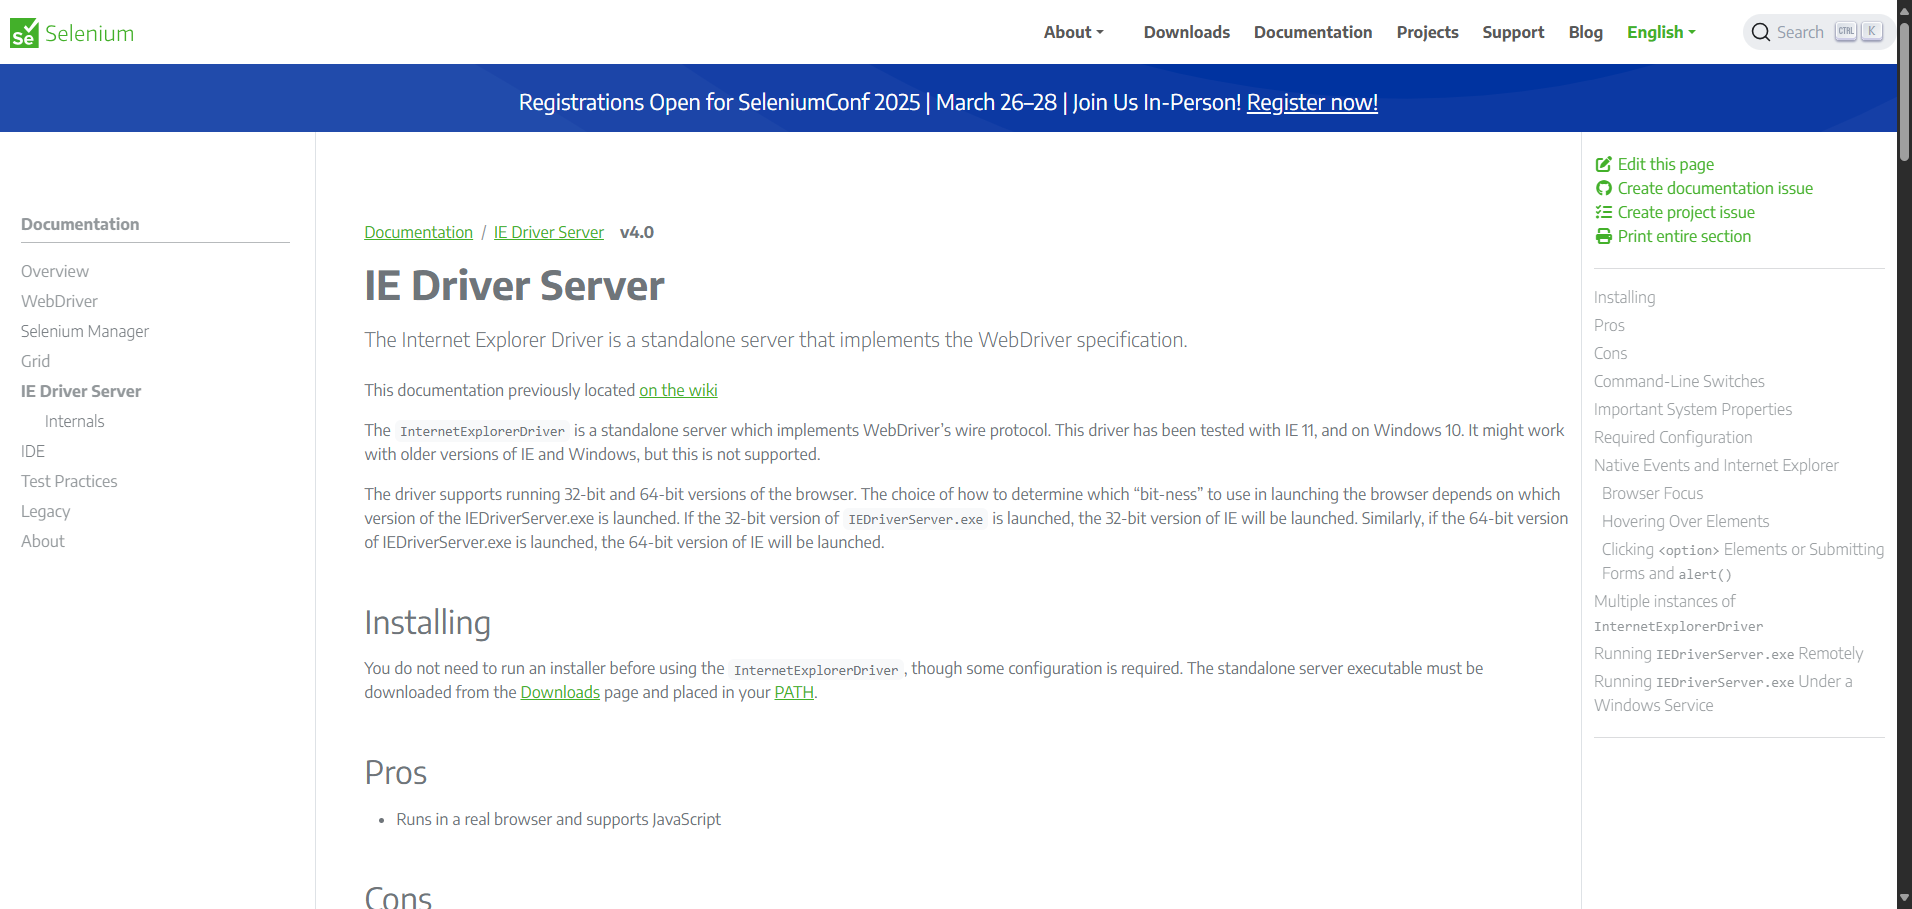 Se Selenium
About
Downloads
Documentation
Projects
Support
Blog
English
Search CTRL K
Registrations Open for SeleniumConf 2025 | March 26–28 | Join Us In-Person! Register now!
Documentation
Overview
WebDriver
Selenium Manager
Grid
IE Driver Server
Internals
IDE
Test Practices
Legacy
About
Documentation / IE Driver Server v4.0
IE Driver Server
The Internet Explorer Driver is a standalone server that implements the WebDriver specification.
This documentation previously located on the wiki
The InternetExplorerDriver is a standalone server which implements WebDriver’s wire protocol. This driver has been tested with IE 11, and on Windows 10. It might work
with older versions of IE and Windows, but this is not supported.
The driver supports running 32-bit and 64-bit versions of the browser. The choice of how to determine which “bit-ness” to use in launching the browser depends on which
version of the IEDriverServer.exe is launched. If the 32-bit version of IEDriverServer.exe is launched, the 32-bit version of IE will be launched. Similarly, if the 64-bit version
of IEDriverServer.exe is launched, the 64-bit version of IE will be launched.
Installing
You do not need to run an installer before using the InternetExplorerDriver, though some configuration is required. The standalone server executable must be
downloaded from the Downloads page and placed in your PATH.
Pros
• Runs in a real browser and supports JavaScript
Cons
Edit this page
Create documentation issue
Create project issue
Print entire section
Installing
Pros
Cons
Command-Line Switches
Important System Properties
Required Configuration
Native Events and Internet Explorer
Browser Focus
Hovering Over Elements
Clicking <option> Elements or Submitting
Forms and alert()
Multiple instances of
InternetExplorerDriver
Running IEDriverServer.exe Remotely
Running IEDriverServer.exe Under a
Windows Service